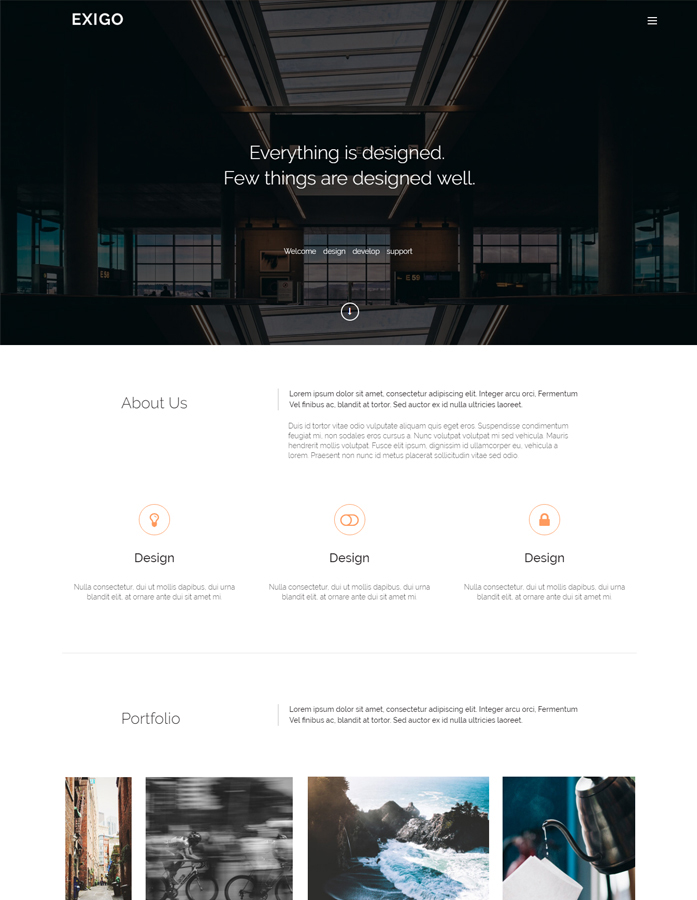 EXIGO
Everything is designed.
Few things are designed well.
Welcome design develop support
E 59
About Us
Lorem ipsum dolor sit amet, consectetur adipiscing elit. Integer arcu orci, Fermentum
Vel finibus ac, blandit at tortor. Sed auctor ex id nulla ultricies laoreet.
Duis id tortor vitae odio vulputate aliquam quis eget eros. Suspendisse condimentum
feugiat mi, non sodales eros cursus a. Nunc volutpat volutpat mi sed vehicula. Mauris
hendrerit mollis volutpat. Fusce elit ipsum, dignissim id ullamcorper eu, vehicula a
lorem. Praesent non nunc id metus placerat sollicitudin vitae sed odio.
Design
Design
Design
Nulla consectetur, dui ut mollis dapibus, dui urna
blandit elit, at ornare ante dui sit amet mi.
Nulla consectetur, dui ut mollis dapibus, dui urna
blandit elit, at ornare ante dui sit amet mi.
Nulla consectetur, dui ut mollis dapibus, dui urna
blandit elit, at ornare ante dui sit amet mi.
Portfolio
Lorem ipsum dolor sit amet, consectetur adipiscing elit. Integer arcu orci, Fermentum
Vel finibus ac, blandit at tortor. Sed auctor ex id nulla ultricies laoreet.